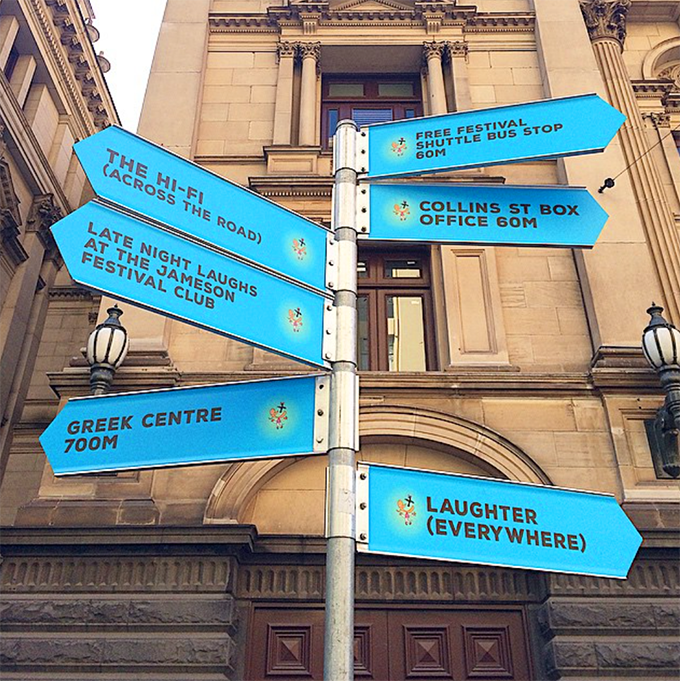 THE HI-FI
(ACROSS THE ROAD)
LATE NIGHT LAUGHS
AT THE JAMESON
FESTIVAL CLUB
GREEK CENTRE
700M
FREE FESTIVAL
SHUTTLE BUS STOP
60M
COLLINS ST BOX
OFFICE 60M
LAUGHTER
(EVERYWHERE)